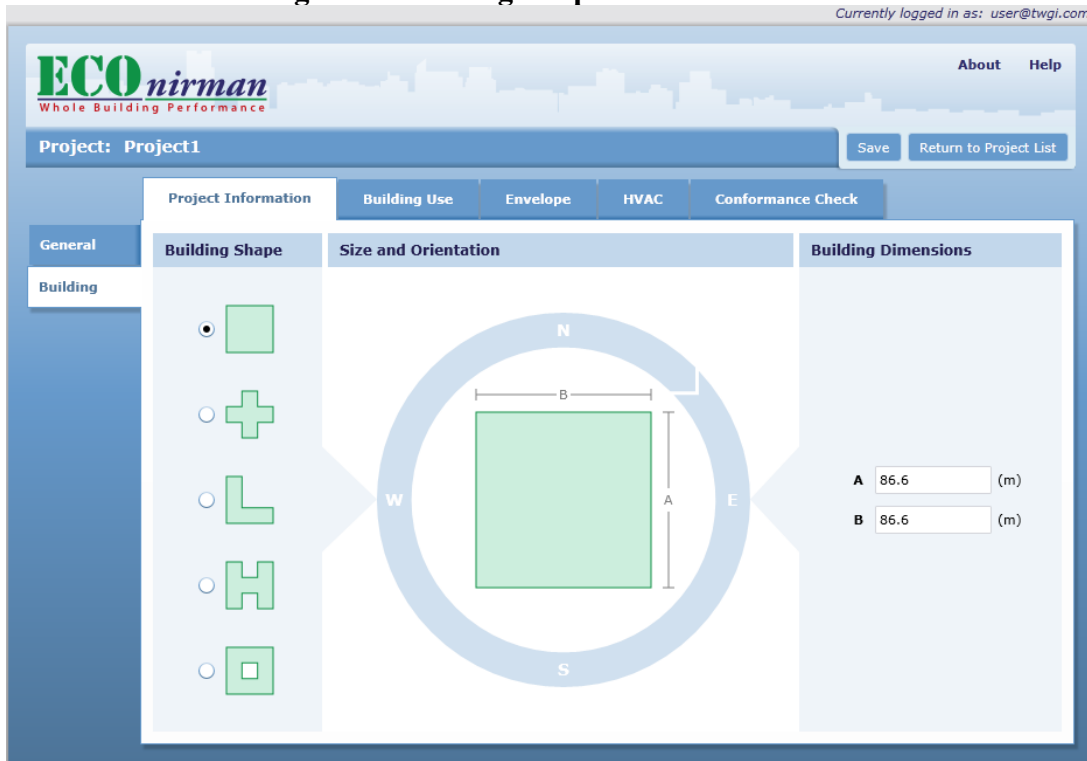 Currently logged in as: user@twgi.com
ECOnirman
Whole Building Performance
About Help
Project: Project1
Save Return to Project List
Project Information Building Use Envelope HVAC Conformance Check
General
Building
Building Shape Size and Orientation Building Dimensions
N
B
W A E
S
A 86.6 (m)
B 86.6 (m)